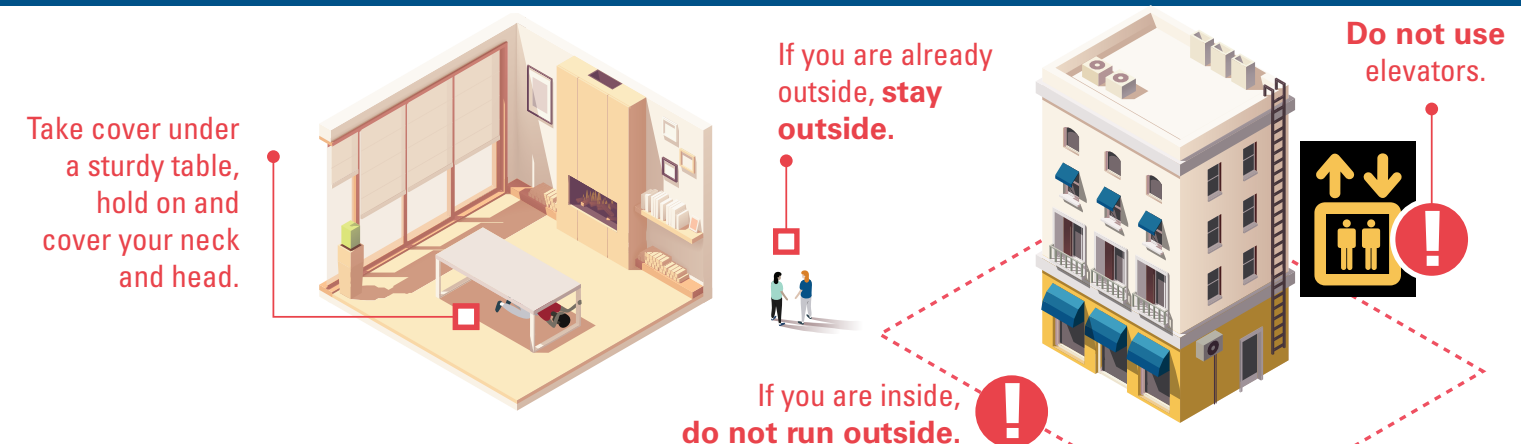 Take cover under
a sturdy table,
hold on and
cover your neck
and head.
If you are already
outside, stay
outside.
Do not use
elevators.
If you are inside,
do not run outside.